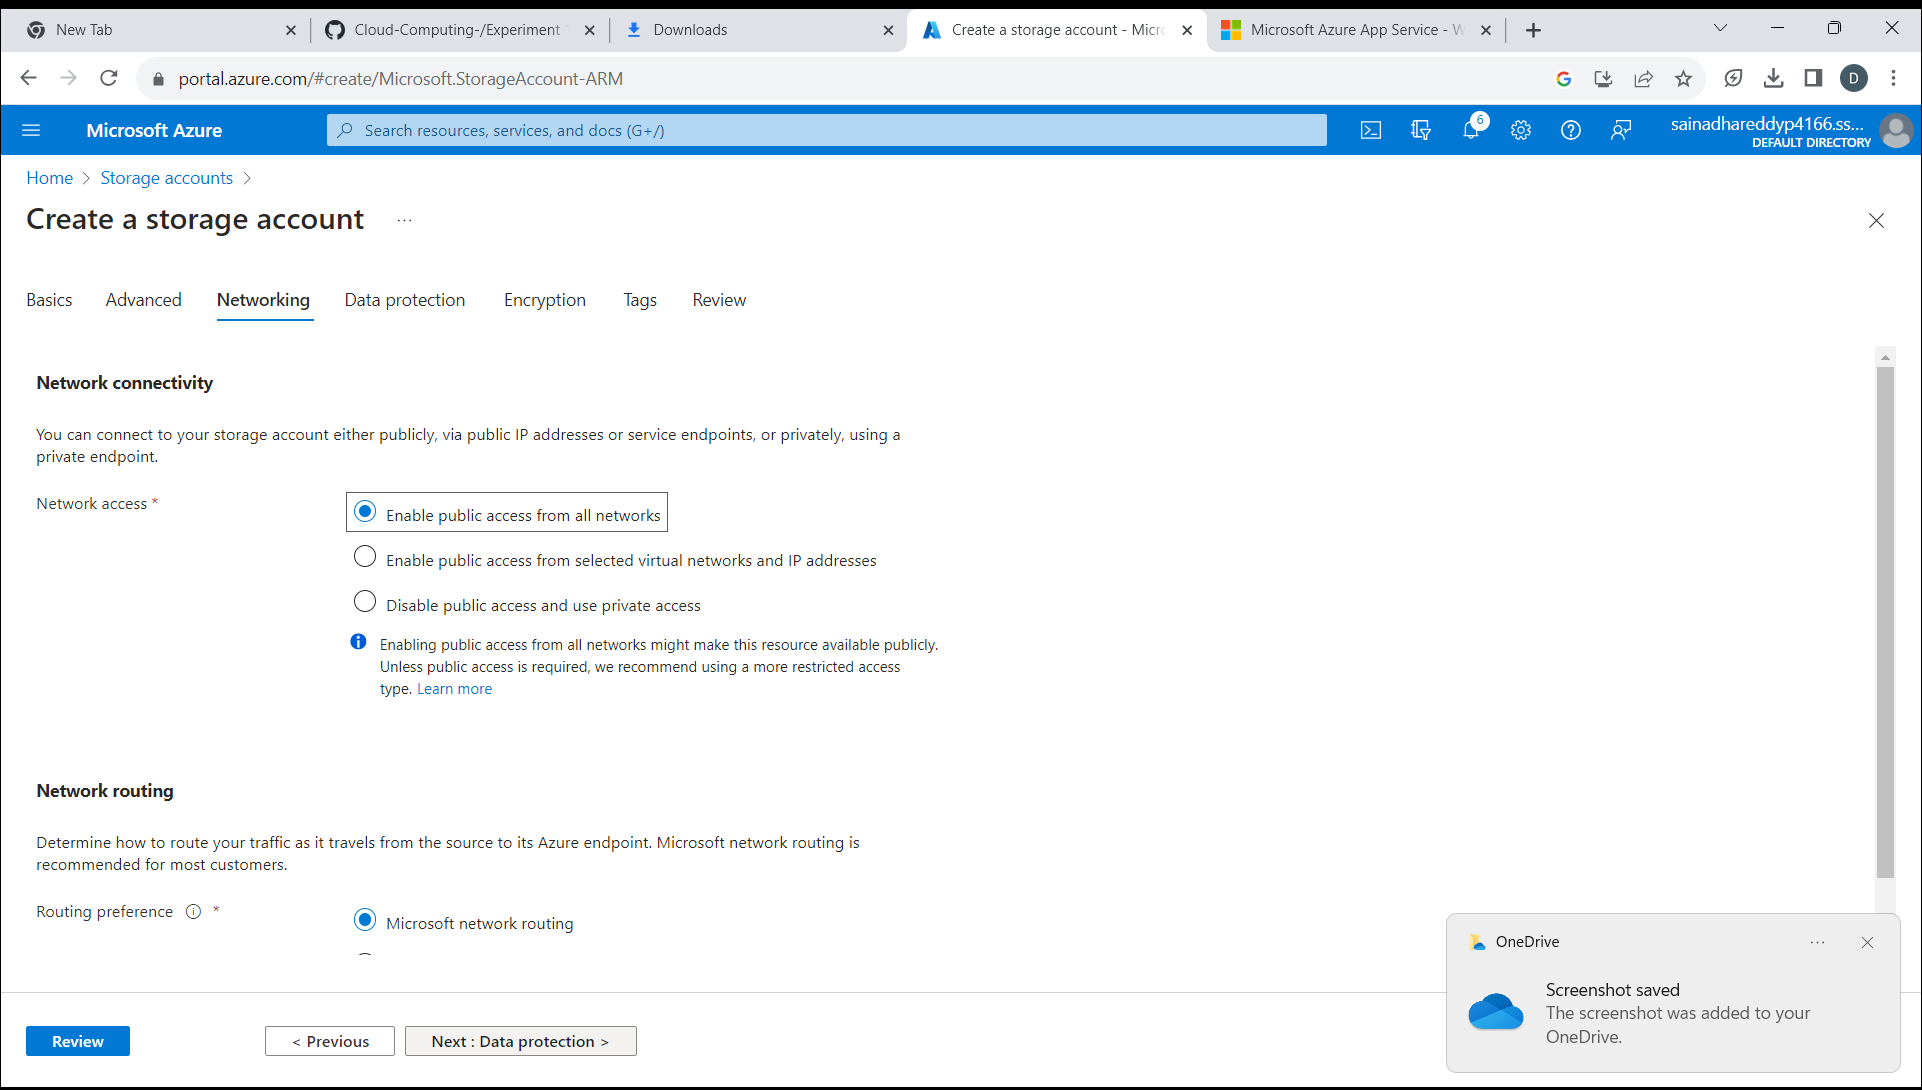 New Tab
Cloud-Computing-/Experiment
Downloads
Create a storage account - Micro
Microsoft Azure App Service - W
portal.azure.com/#create/Microsoft.StorageAccount-ARM
D
Microsoft Azure
Search resources, services, and docs (G+/)
6
sainadhareddyp4166.ss...
DEFAULT DIRECTORY
Home > Storage accounts >
Create a storage account ...
Basics
Advanced
Networking
Data protection
Encryption
Tags
Review
Network connectivity
You can connect to your storage account either publicly, via public IP addresses or service endpoints, or privately, using a
private endpoint.
Network access *
Enable public access from all networks
Enable public access from selected virtual networks and IP addresses
Disable public access and use private access
Enabling public access from all networks might make this resource available publicly.
Unless public access is required, we recommend using a more restricted access
type. Learn more
Network routing
Determine how to route your traffic as it travels from the source to its Azure endpoint. Microsoft network routing is
recommended for most customers.
Routing preference *
Microsoft network routing
Review
< Previous
Next : Data protection >
OneDrive
Screenshot saved
The screenshot was added to your
OneDrive.